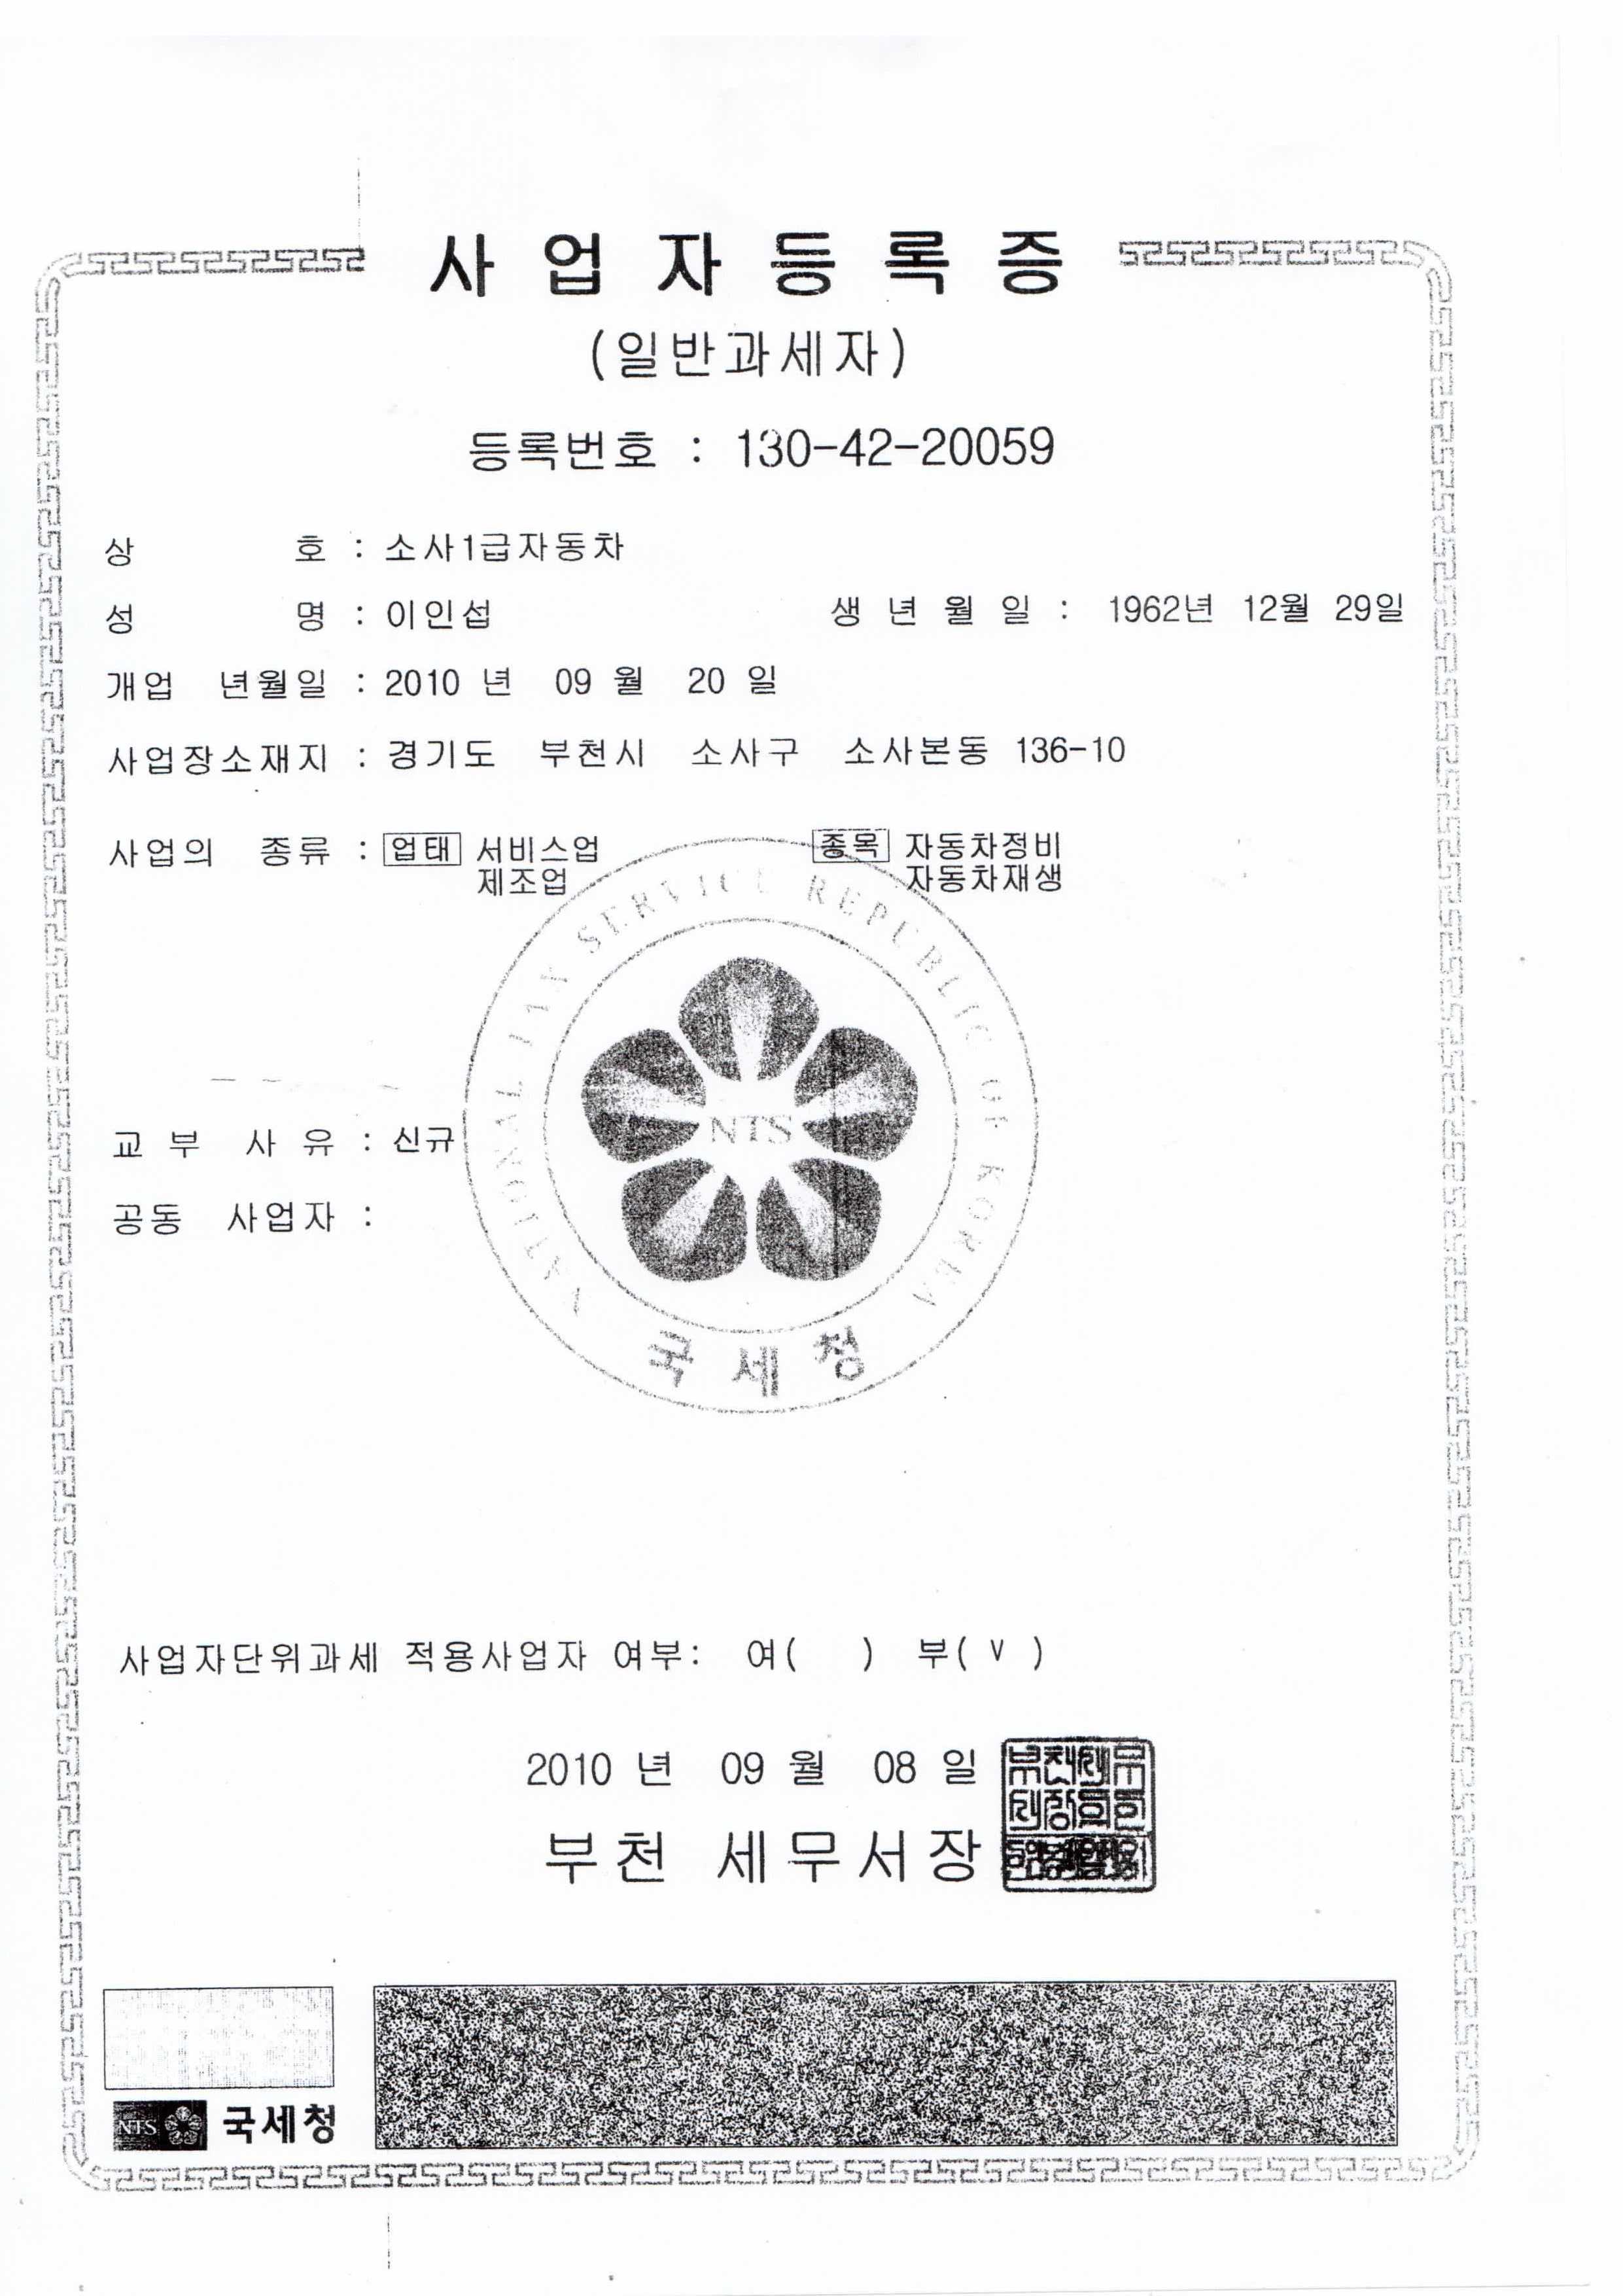 사업자등록증
(일반과세자)
등록번호 : 130-42-20059
상 호 : 소사1급자동차
성 명 : 이인섭 생 년 월 일 : 1962년 12월 29일
개업 년월일 : 2010 년 09 월 20 일
사업장소재지 : 경기도 부천시 소사구 소사본동 136-10
사업의 종류 : 업태 서비스업 종목 자동차정비
제조업 자동차재생
NATIONAL TAX SERVICE REPUBLIC OF KOREA
NTS
교 부 사 유 : 신규
공동 사업자 :
국세청
사업자단위과세 적용사업자 여부: 여( ) 부( v )
2010 년 09 월 08 일
부천 세무서장
NTS 국세청